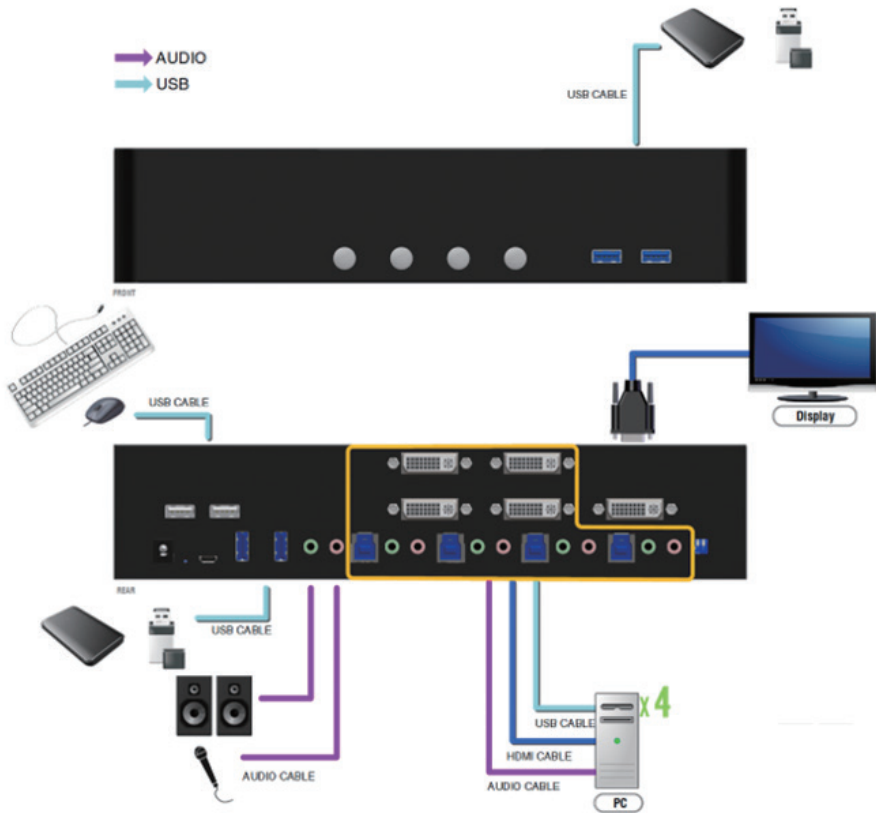 AUDIO
USB
USB CABLE
FRONT
Display
USB CABLE
REAR
USB CABLE
X 4
USB CABLE
HDMI CABLE
AUDIO CABLE
AUDIO CABLE
PC